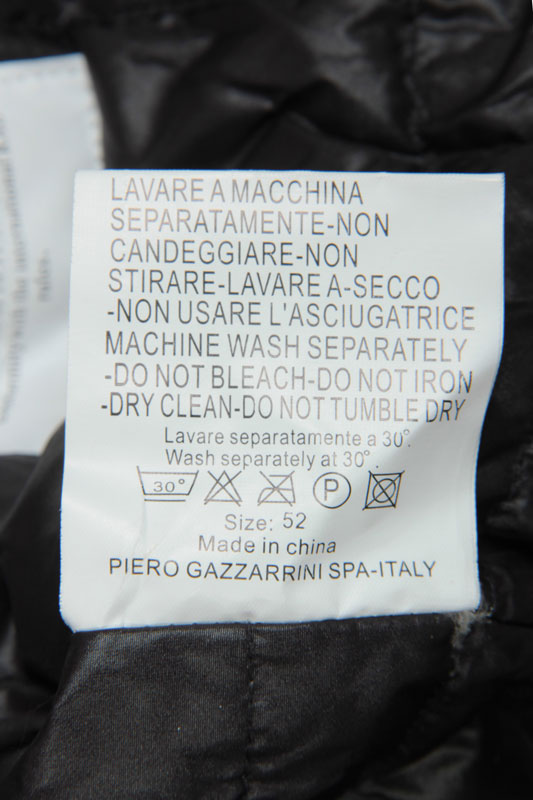 LAVARE A MACCHINA
SEPARATAMENTE-NON
CANDEGGIARE-NON
STIRARE-LAVARE A-SECCO
-NON USARE L'ASCIUGATRICE
MACHINE WASH SEPARATELY
-DO NOT BLEACH-DO NOT IRON
-DRY CLEAN-DO NOT TUMBLE DRY
Lavare separatamente a 30°.
Wash separately at 30°.
30° P
Size: 52
Made in china
PIERO GAZZARRINI SPA-ITALY